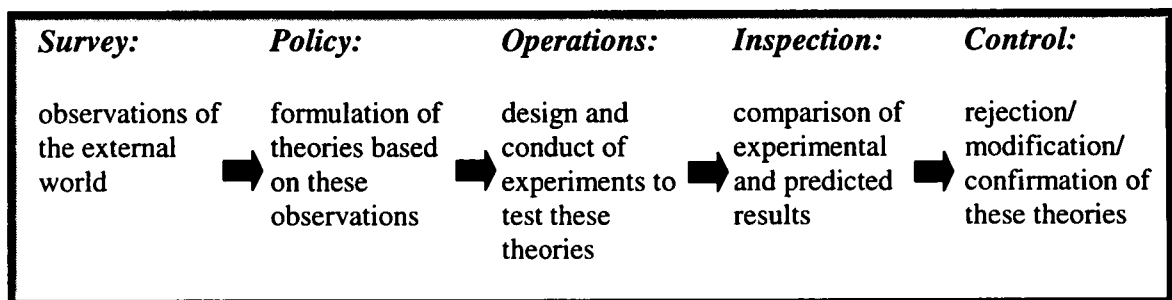 Survey:
observations of
the external
world
Policy:
formulation of
theories based
on these
observations
Operations:
design and
conduct of
experiments to
test these
theories
Inspection:
comparison of
experimental
and predicted
results
Control:
rejection/
modification/
confirmation of
these theories